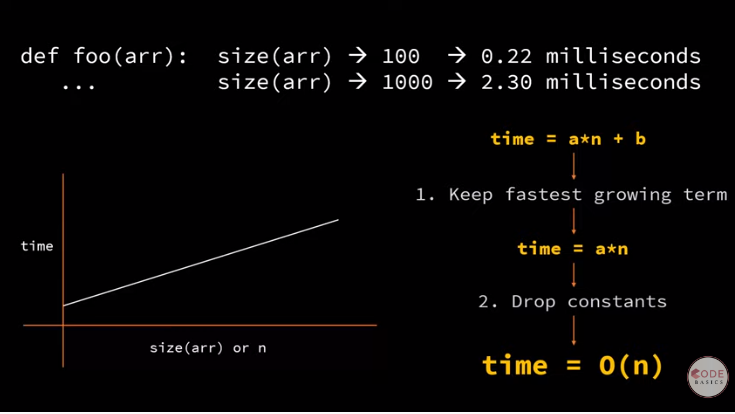 def foo(arr): size(arr) → 100 → 0.22 milliseconds
... size(arr) → 1000 → 2.30 milliseconds
time = a*n + b
1. Keep fastest growing term
time = a*n
2. Drop constants
time = O(n)
time
size(arr) or n
CODE
BASICS